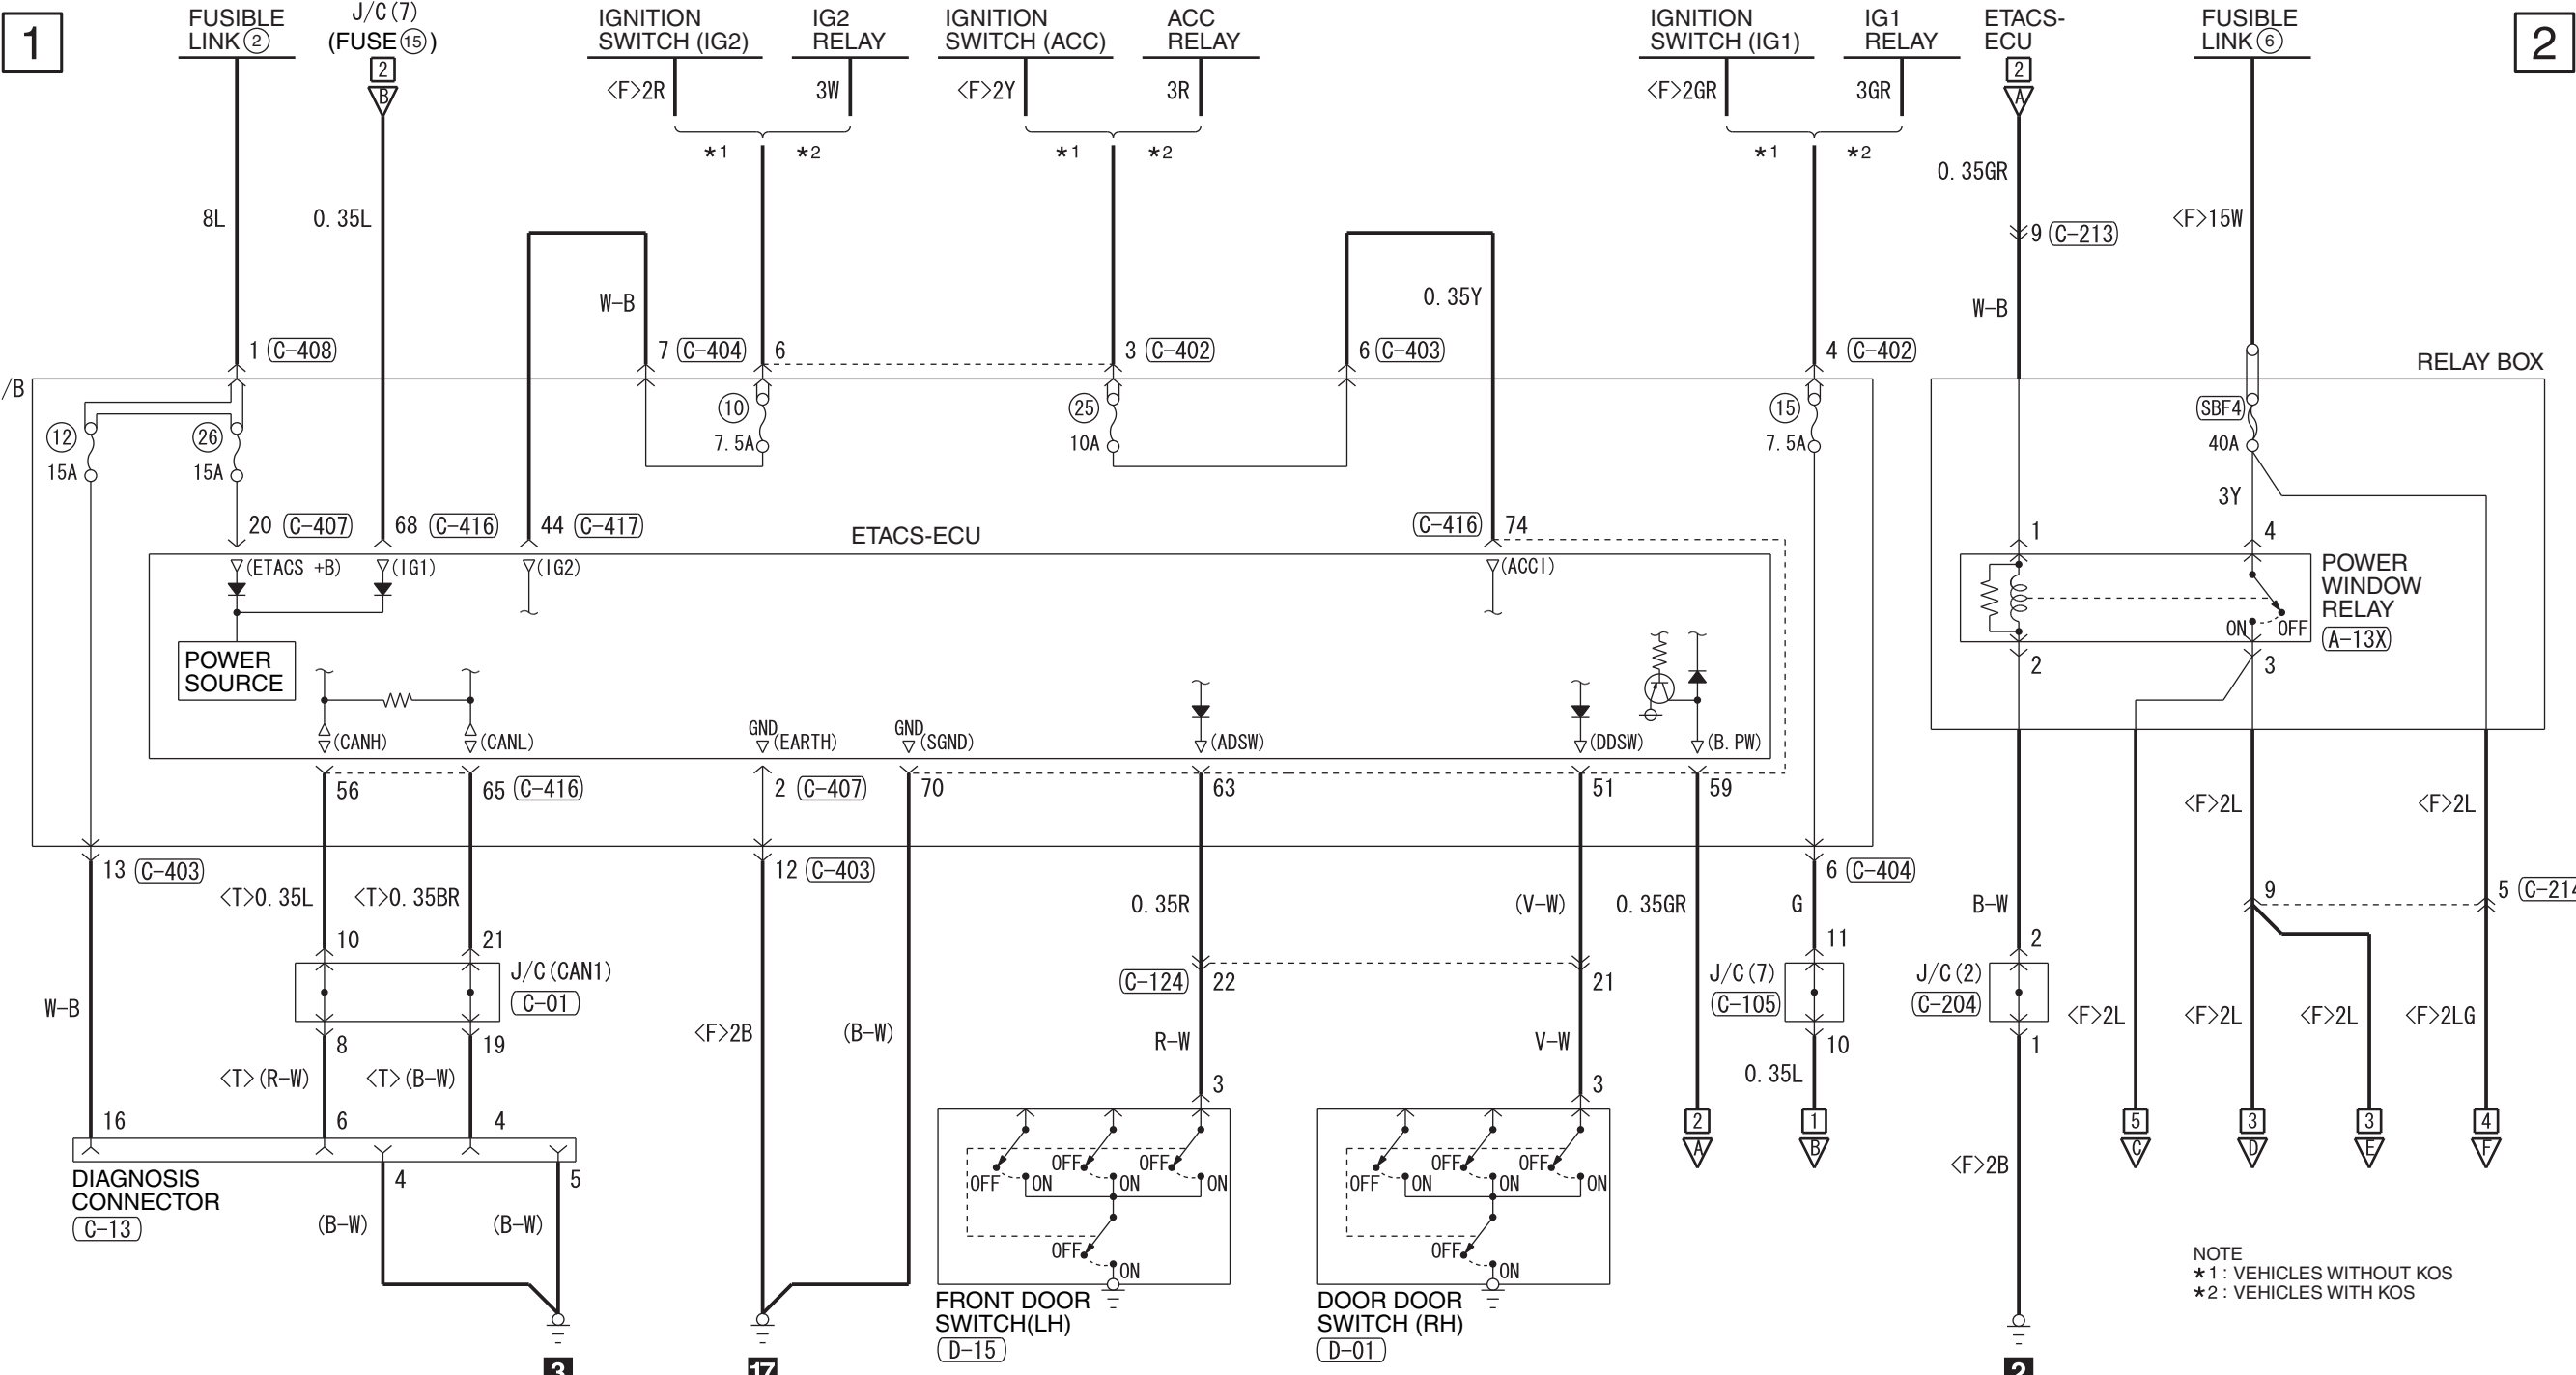 1
FUSIBLE
LINK 2
J/C(7)
(FUSE 15)
2
B
IGNITION
SWITCH (IG2)
IG2
RELAY
IGNITION
SWITCH (ACC)
ACC
RELAY
IGNITION
SWITCH (IG1)
IG1
RELAY
ETACS-
ECU
2
A
FUSIBLE
LINK 6
2
<F>2R
3W
<F>2Y
3R
<F>2GR
3GR
*1
*2
*1
*2
*1
*2
0.35GR
8L
0.35L
<F>15W
9 C-213
W-B
0.35Y
W-B
1 C-408
7 C-404 6
3 C-402
6 C-403
4 C-402
RELAY BOX
/B
12
15A
26
15A
10
7.5A
25
10A
15
7.5A
SBF4
40A
3Y
20 C-407
68 C-416
44 C-417
ETACS-ECU
C-416 74
1
4
(ETACS +B)
(IG1)
(IG2)
(ACCI)
POWER
WINDOW
RELAY
A-13X
ON
OFF
POWER
SOURCE
2
3
(CANH)
(CANL)
GND
(EARTH)
GND
(SGND)
(ADSW)
(DDSW)
(B.PW)
56
65 C-416
2 C-407
70
63
51
59
<F>2L
<F>2L
13 C-403
12 C-403
6 C-404
<T>0.35L
<T>0.35BR
0.35R
(V-W)
0.35GR
G
B-W
9
5 C-214
10
21
11
2
J/C(CAN1)
C-01
C-124 22
21
J/C(7)
C-105
J/C(2)
C-204
W-B
<F>2B
(B-W)
R-W
V-W
<F>2L
<F>2L
<F>2L
<F>2LG
8
19
10
1
<T>(R-W)
<T>(B-W)
0.35L
3
3
16
6
4
2
A
1
B
5
C
3
D
3
E
4
F
DIAGNOSIS
CONNECTOR
C-13
4
5
(B-W)
(B-W)
OFF
ON
OFF
ON
OFF
ON
OFF
ON
OFF
ON
OFF
ON
OFF
ON
OFF
ON
<F>2B
FRONT DOOR
SWITCH(LH)
D-15
DOOR DOOR
SWITCH (RH)
D-01
NOTE
*1 : VEHICLES WITHOUT KOS
*2 : VEHICLES WITH KOS
3
17
2